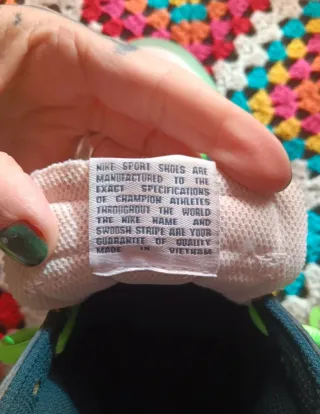 NIKE SPORT SHOES ARE
MANUFACTURED TO THE
EXACT SPECIFICATIONS
OF CHAMPION ATHLETES
THROUGHOUT THE WORLD
THE NIKE NAME AND
SWOOSH STRIPE ARE YOUR
GUARANTEE OF QUALITY
MADE IN VIETNAM